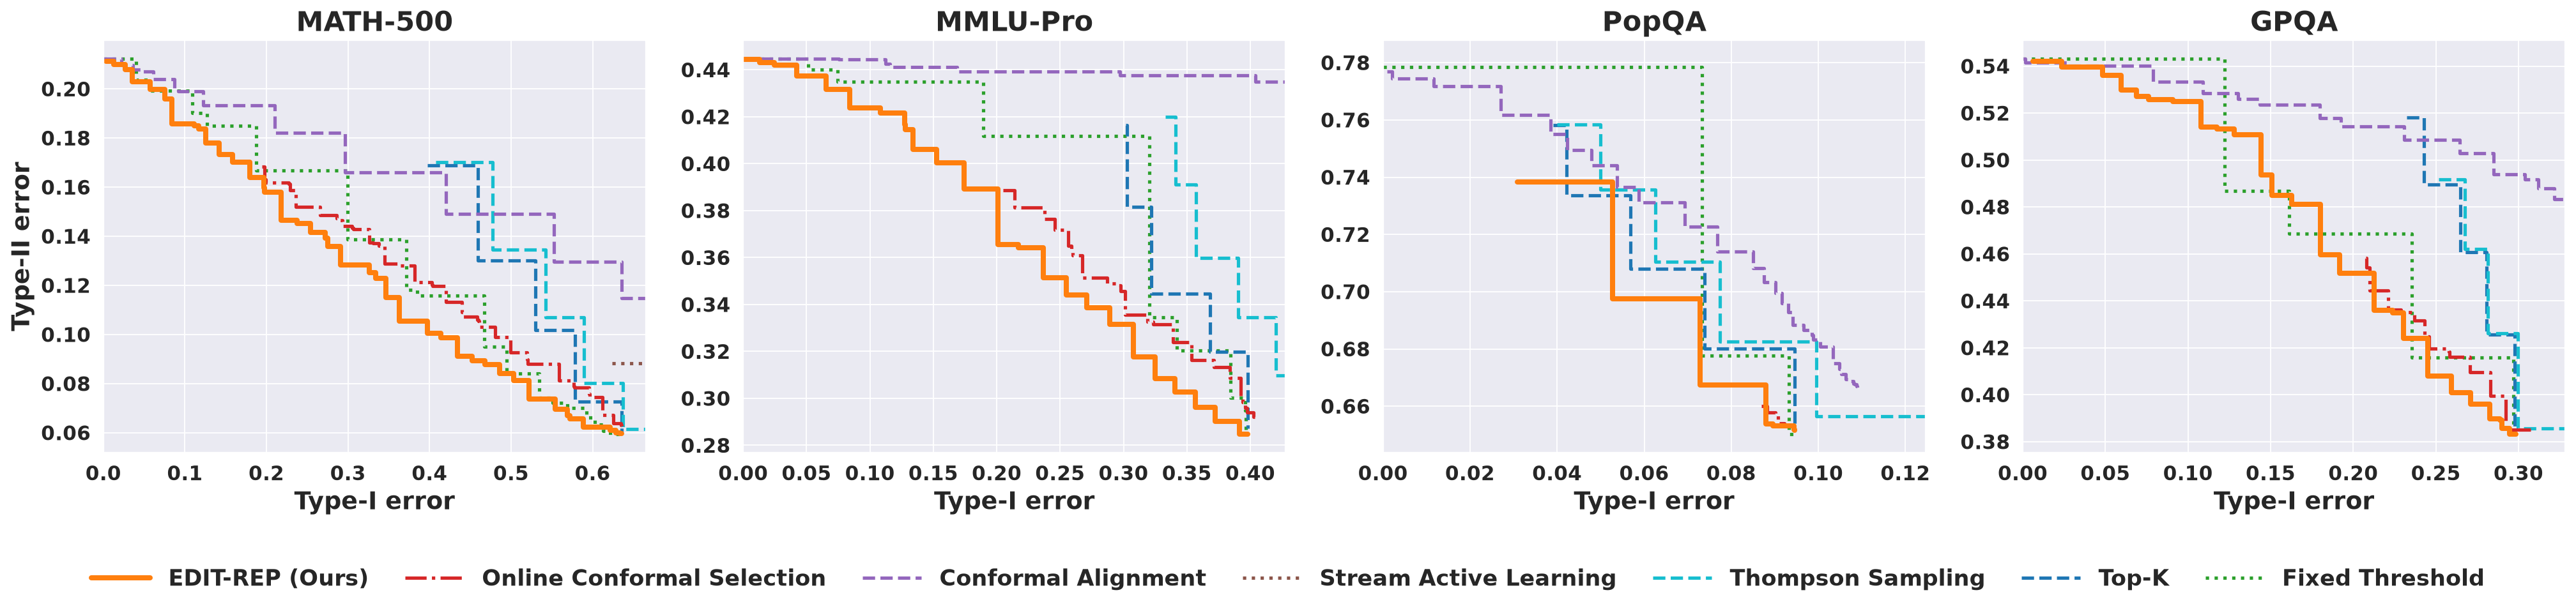 MATH-500
MMLU-Pro
PopQA
GPQA
Type-II error
0.20
0.18
0.16
0.14
0.12
0.10
0.08
0.06
0.0 0.1 0.2 0.3 0.4 0.5 0.6
Type-I error
0.44
0.42
0.40
0.38
0.36
0.34
0.32
0.30
0.28
0.00 0.05 0.10 0.15 0.20 0.25 0.30 0.35 0.40
Type-I error
0.78
0.76
0.74
0.72
0.70
0.68
0.66
0.00 0.02 0.04 0.06 0.08 0.10 0.12
Type-I error
0.54
0.52
0.50
0.48
0.46
0.44
0.42
0.40
0.38
0.00 0.05 0.10 0.15 0.20 0.25 0.30
Type-I error
EDIT-REP (Ours) Online Conformal Selection Conformal Alignment Stream Active Learning Thompson Sampling Top-K Fixed Threshold